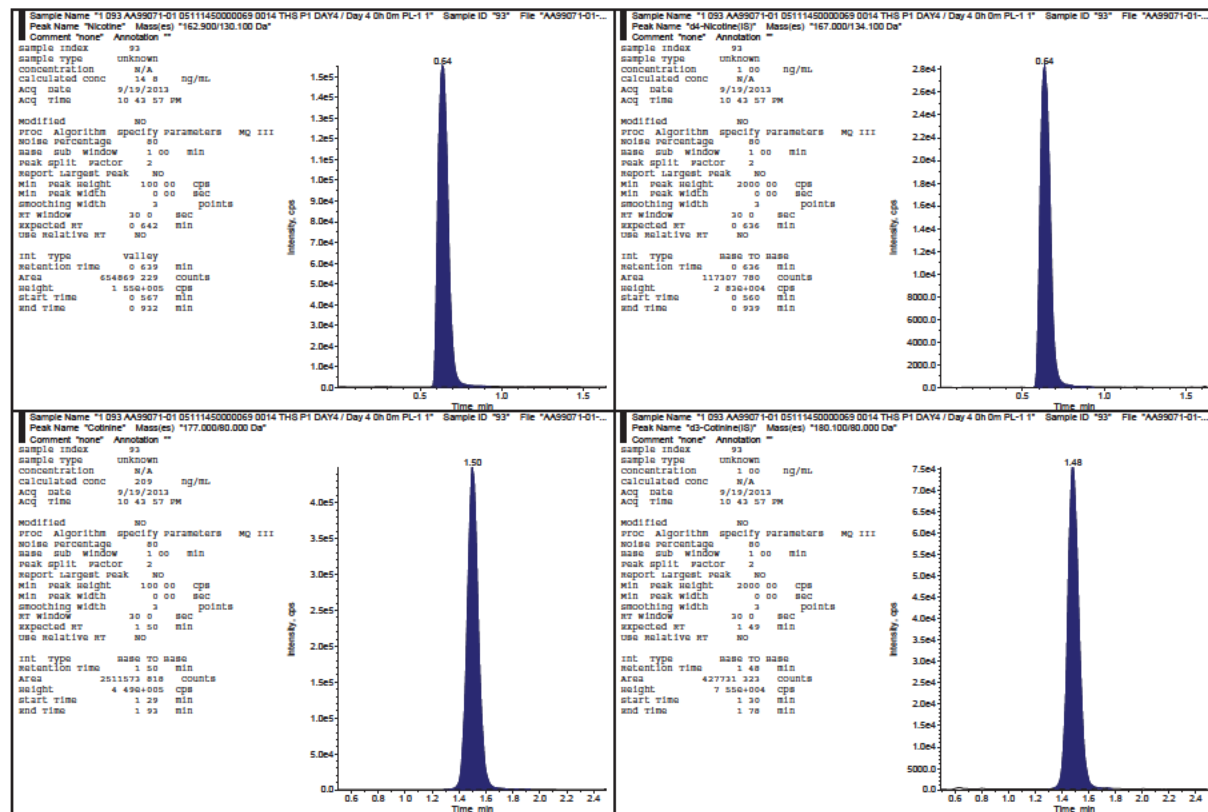 Sample Name "1 093 AA99071-01 05111450000069 0014 THS P1 DAY4 / Day 4 0h 0m PL-1 1" Sample ID "93" File "AA99071-01-...
Peak Name "Nicotine" Mass(es) "162.900/130.100 Da"
Comment "none" Annotation ""
Sample Index 93
Sample Type Unknown
Concentration N/A
Calculated Conc 14 8 ng/mL
Acq Date 9/19/2013
Acq Time 10 43 57 PM
Modified NO
Proc Algorithm Specify Parameters MQ III
Noise Percentage 80
Base Sub Window 1 00 min
Peak Split Factor 2
Report Largest Peak NO
Min Peak Height 100 00 cps
Min Peak Width 0 00 sec
Smoothing Width 3 points
RT Window 30 0 sec
Expected RT 0 642 min
Use Relative RT NO
Int Type Valley
Retention Time 0 639 min
Area 654869 229 counts
Height 1 55e+005 cps
Start Time 0 567 min
End Time 0 932 min
0.64
Intensity, cps
1.5e5
1.4e5
1.3e5
1.2e5
1.1e5
1.0e5
9.0e4
8.0e4
7.0e4
6.0e4
5.0e4
4.0e4
3.0e4
2.0e4
1.0e4
0.0
0.5 1.0 1.5
Time min
Sample Name "1 093 AA99071-01 05111450000069 0014 THS P1 DAY4 / Day 4 0h 0m PL-1 1" Sample ID "93" File "AA99071-01-...
Peak Name "d4-Nicotine(IS)" Mass(es) "167.000/134.100 Da"
Comment "none" Annotation ""
Sample Index 93
Sample Type Unknown
Concentration 1 00 ng/mL
Calculated Conc N/A
Acq Date 9/19/2013
Acq Time 10 43 57 PM
Modified NO
Proc Algorithm Specify Parameters MQ III
Noise Percentage 80
Base Sub Window 1 00 min
Peak Split Factor 2
Report Largest Peak NO
Min Peak Height 2000 00 cps
Min Peak Width 0 00 sec
Smoothing Width 3 points
RT Window 30 0 sec
Expected RT 0 636 min
Use Relative RT NO
Int Type Base To Base
Retention Time 0 636 min
Area 117307 780 counts
Height 2 83e+004 cps
Start Time 0 560 min
End Time 0 939 min
0.64
Intensity, cps
2.8e4
2.6e4
2.4e4
2.2e4
2.0e4
1.8e4
1.6e4
1.4e4
1.2e4
1.0e4
8000.0
6000.0
4000.0
2000.0
0.0
0.5 1.0 1.5
Time min
Sample Name "1 093 AA99071-01 05111450000069 0014 THS P1 DAY4 / Day 4 0h 0m PL-1 1" Sample ID "93" File "AA99071-01-...
Peak Name "Cotinine" Mass(es) "177.000/80.000 Da"
Comment "none" Annotation ""
Sample Index 93
Sample Type Unknown
Concentration N/A
Calculated Conc 209 ng/mL
Acq Date 9/19/2013
Acq Time 10 43 57 PM
Modified NO
Proc Algorithm Specify Parameters MQ III
Noise Percentage 80
Base Sub Window 1 00 min
Peak Split Factor 2
Report Largest Peak NO
Min Peak Height 100 00 cps
Min Peak Width 0 00 sec
Smoothing Width 3 points
RT Window 30 0 sec
Expected RT 1 50 min
Use Relative RT NO
Int Type Base To Base
Retention Time 1 50 min
Area 2511573 818 counts
Height 4 49e+005 cps
Start Time 1 29 min
End Time 1 93 min
1.50
Intensity, cps
4.0e5
3.5e5
3.0e5
2.5e5
2.0e5
1.5e5
1.0e5
5.0e4
0.0
0.6 0.8 1.0 1.2 1.4 1.6 1.8 2.0 2.2 2.4
Time min
Sample Name "1 093 AA99071-01 05111450000069 0014 THS P1 DAY4 / Day 4 0h 0m PL-1 1" Sample ID "93" File "AA99071-01-...
Peak Name "d3-Cotinine(IS)" Mass(es) "180.100/80.000 Da"
Comment "none" Annotation ""
Sample Index 93
Sample Type Unknown
Concentration 1 00 ng/mL
Calculated Conc N/A
Acq Date 9/19/2013
Acq Time 10 43 57 PM
Modified NO
Proc Algorithm Specify Parameters MQ III
Noise Percentage 80
Base Sub Window 1 00 min
Peak Split Factor 2
Report Largest Peak NO
Min Peak Height 2000 00 cps
Min Peak Width 0 00 sec
Smoothing Width 3 points
RT Window 30 0 sec
Expected RT 1 49 min
Use Relative RT NO
Int Type Base To Base
Retention Time 1 48 min
Area 427731 323 counts
Height 7 55e+004 cps
Start Time 1 30 min
End Time 1 78 min
1.48
Intensity, cps
7.5e4
7.0e4
6.5e4
6.0e4
5.5e4
5.0e4
4.5e4
4.0e4
3.5e4
3.0e4
2.5e4
2.0e4
1.5e4
1.0e4
5000.0
0.0
0.6 0.8 1.0 1.2 1.4 1.6 1.8 2.0 2.2 2.4
Time min